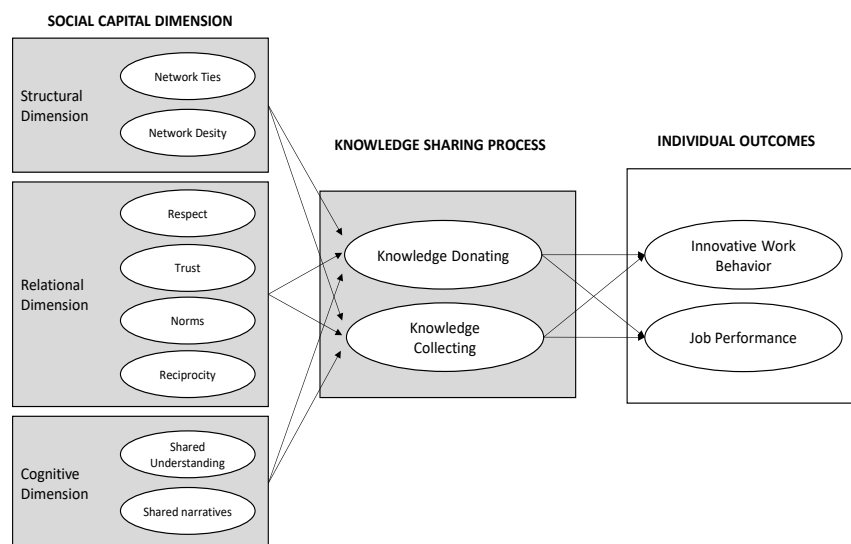 SOCIAL CAPITAL DIMENSION
Structural
Dimension
Network Ties
Network Desity
Relational
Dimension
Respect
Trust
Norms
Reciprocity
Cognitive
Dimension
Shared
Understanding
Shared narratives
KNOWLEDGE SHARING PROCESS
Knowledge Donating
Knowledge
Collecting
INDIVIDUAL OUTCOMES
Innovative Work
Behavior
Job Performance